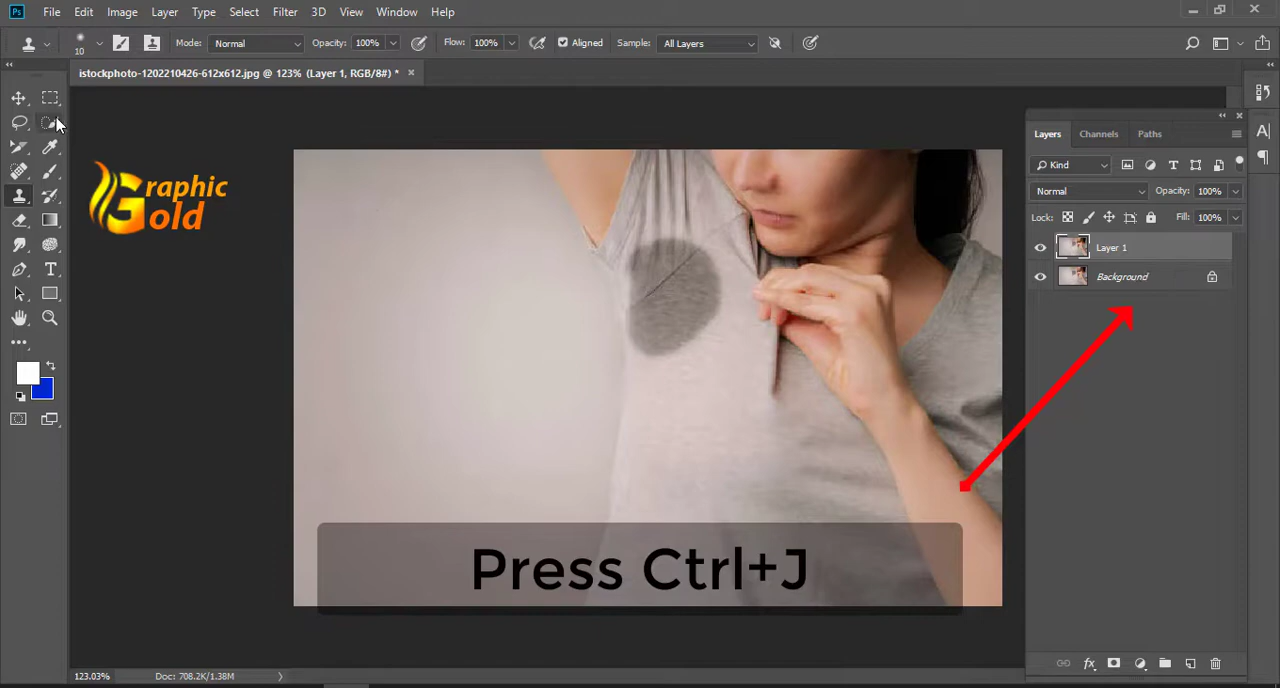 Ps File Edit Image Layer Type Select Filter 3D View Window Help
10 Mode: Normal Opacity: 100% Flow: 100% Aligned Sample: All Layers
istockphoto-1202210426-612x612.jpg @ 123% (Layer 1, RGB/8#) *
Graphic
Gold
Layers Channels Paths
Kind
Normal Opacity: 100%
Lock: Fill: 100%
Layer 1
Background
Press Ctrl+J
123.03% Doc: 708.2K/1.38M